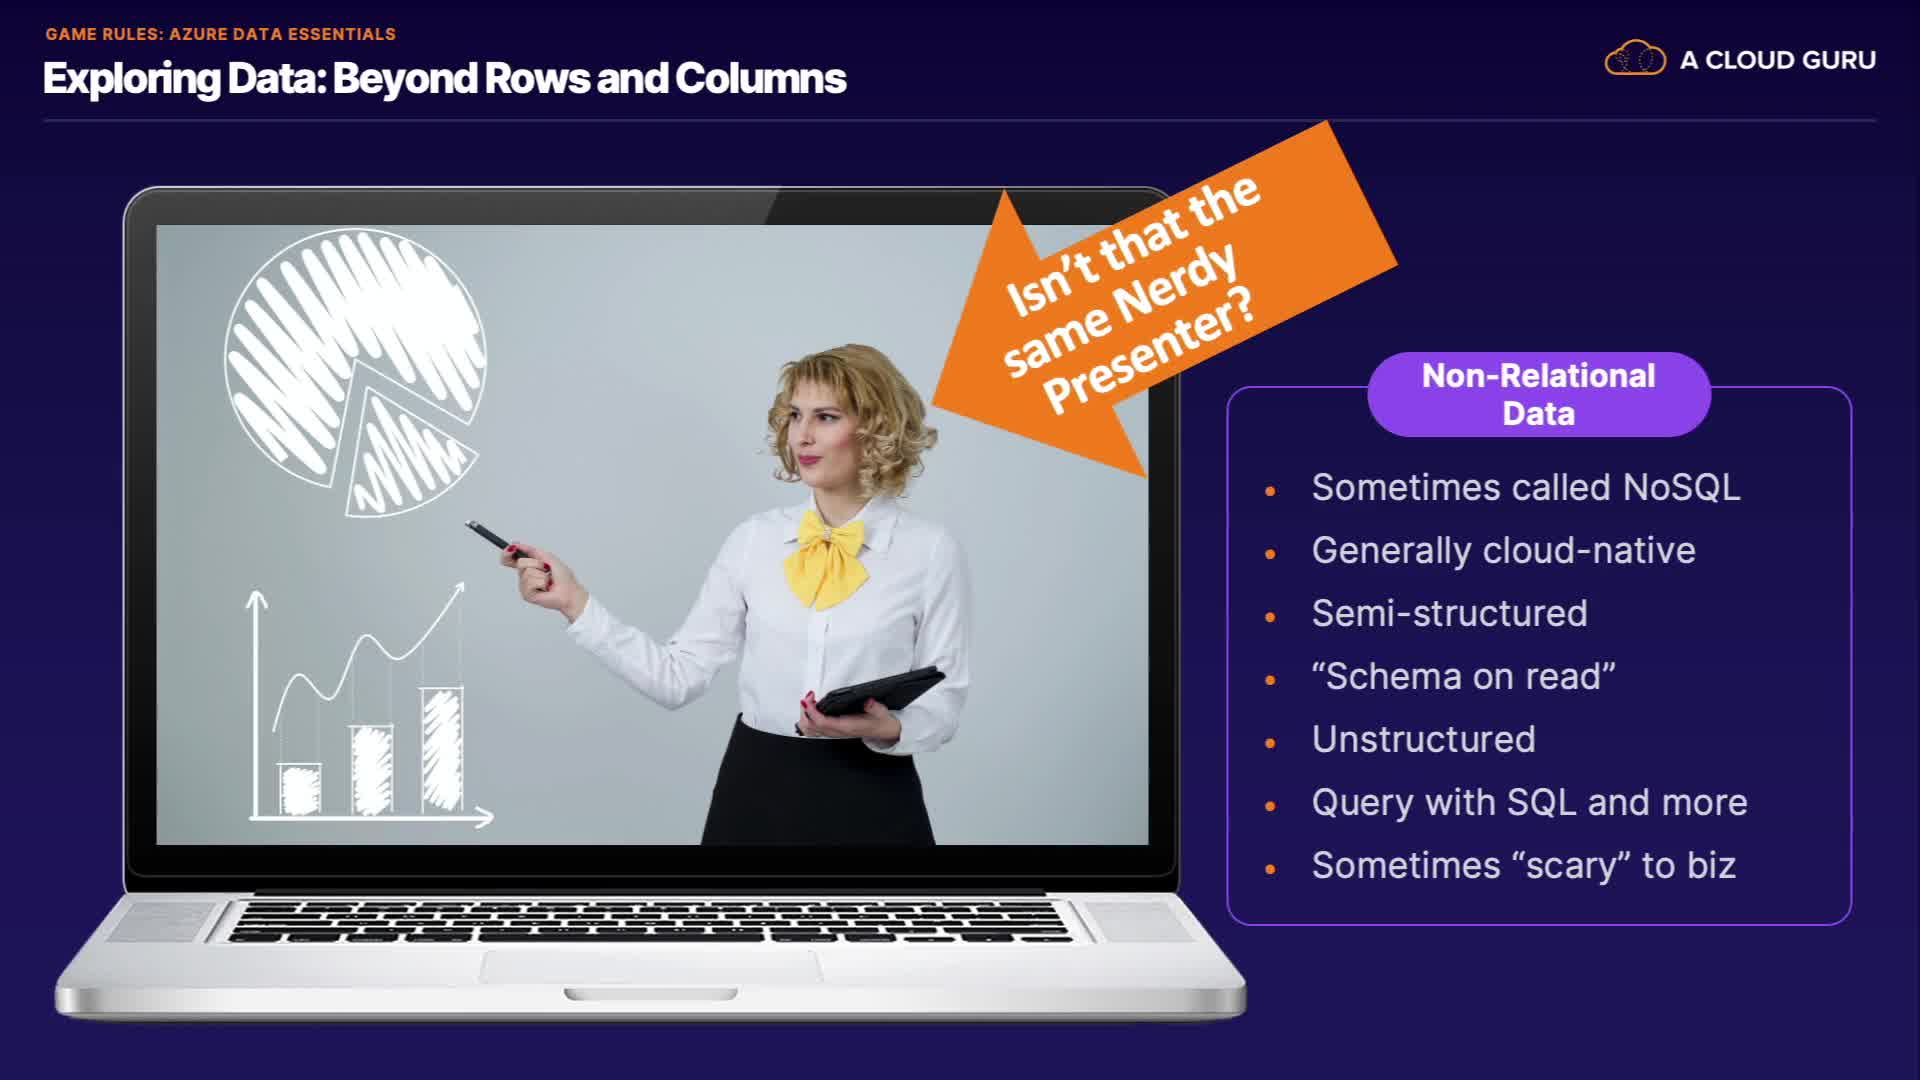 GAME RULES: AZURE DATA ESSENTIALS
Exploring Data: Beyond Rows and Columns
A CLOUD GURU
Isn't that the
same Nerdy
Presenter?
Non-Relational
Data
• Sometimes called NoSQL
• Generally cloud-native
• Semi-structured
• “Schema on read”
• Unstructured
• Query with SQL and more
• Sometimes “scary” to biz